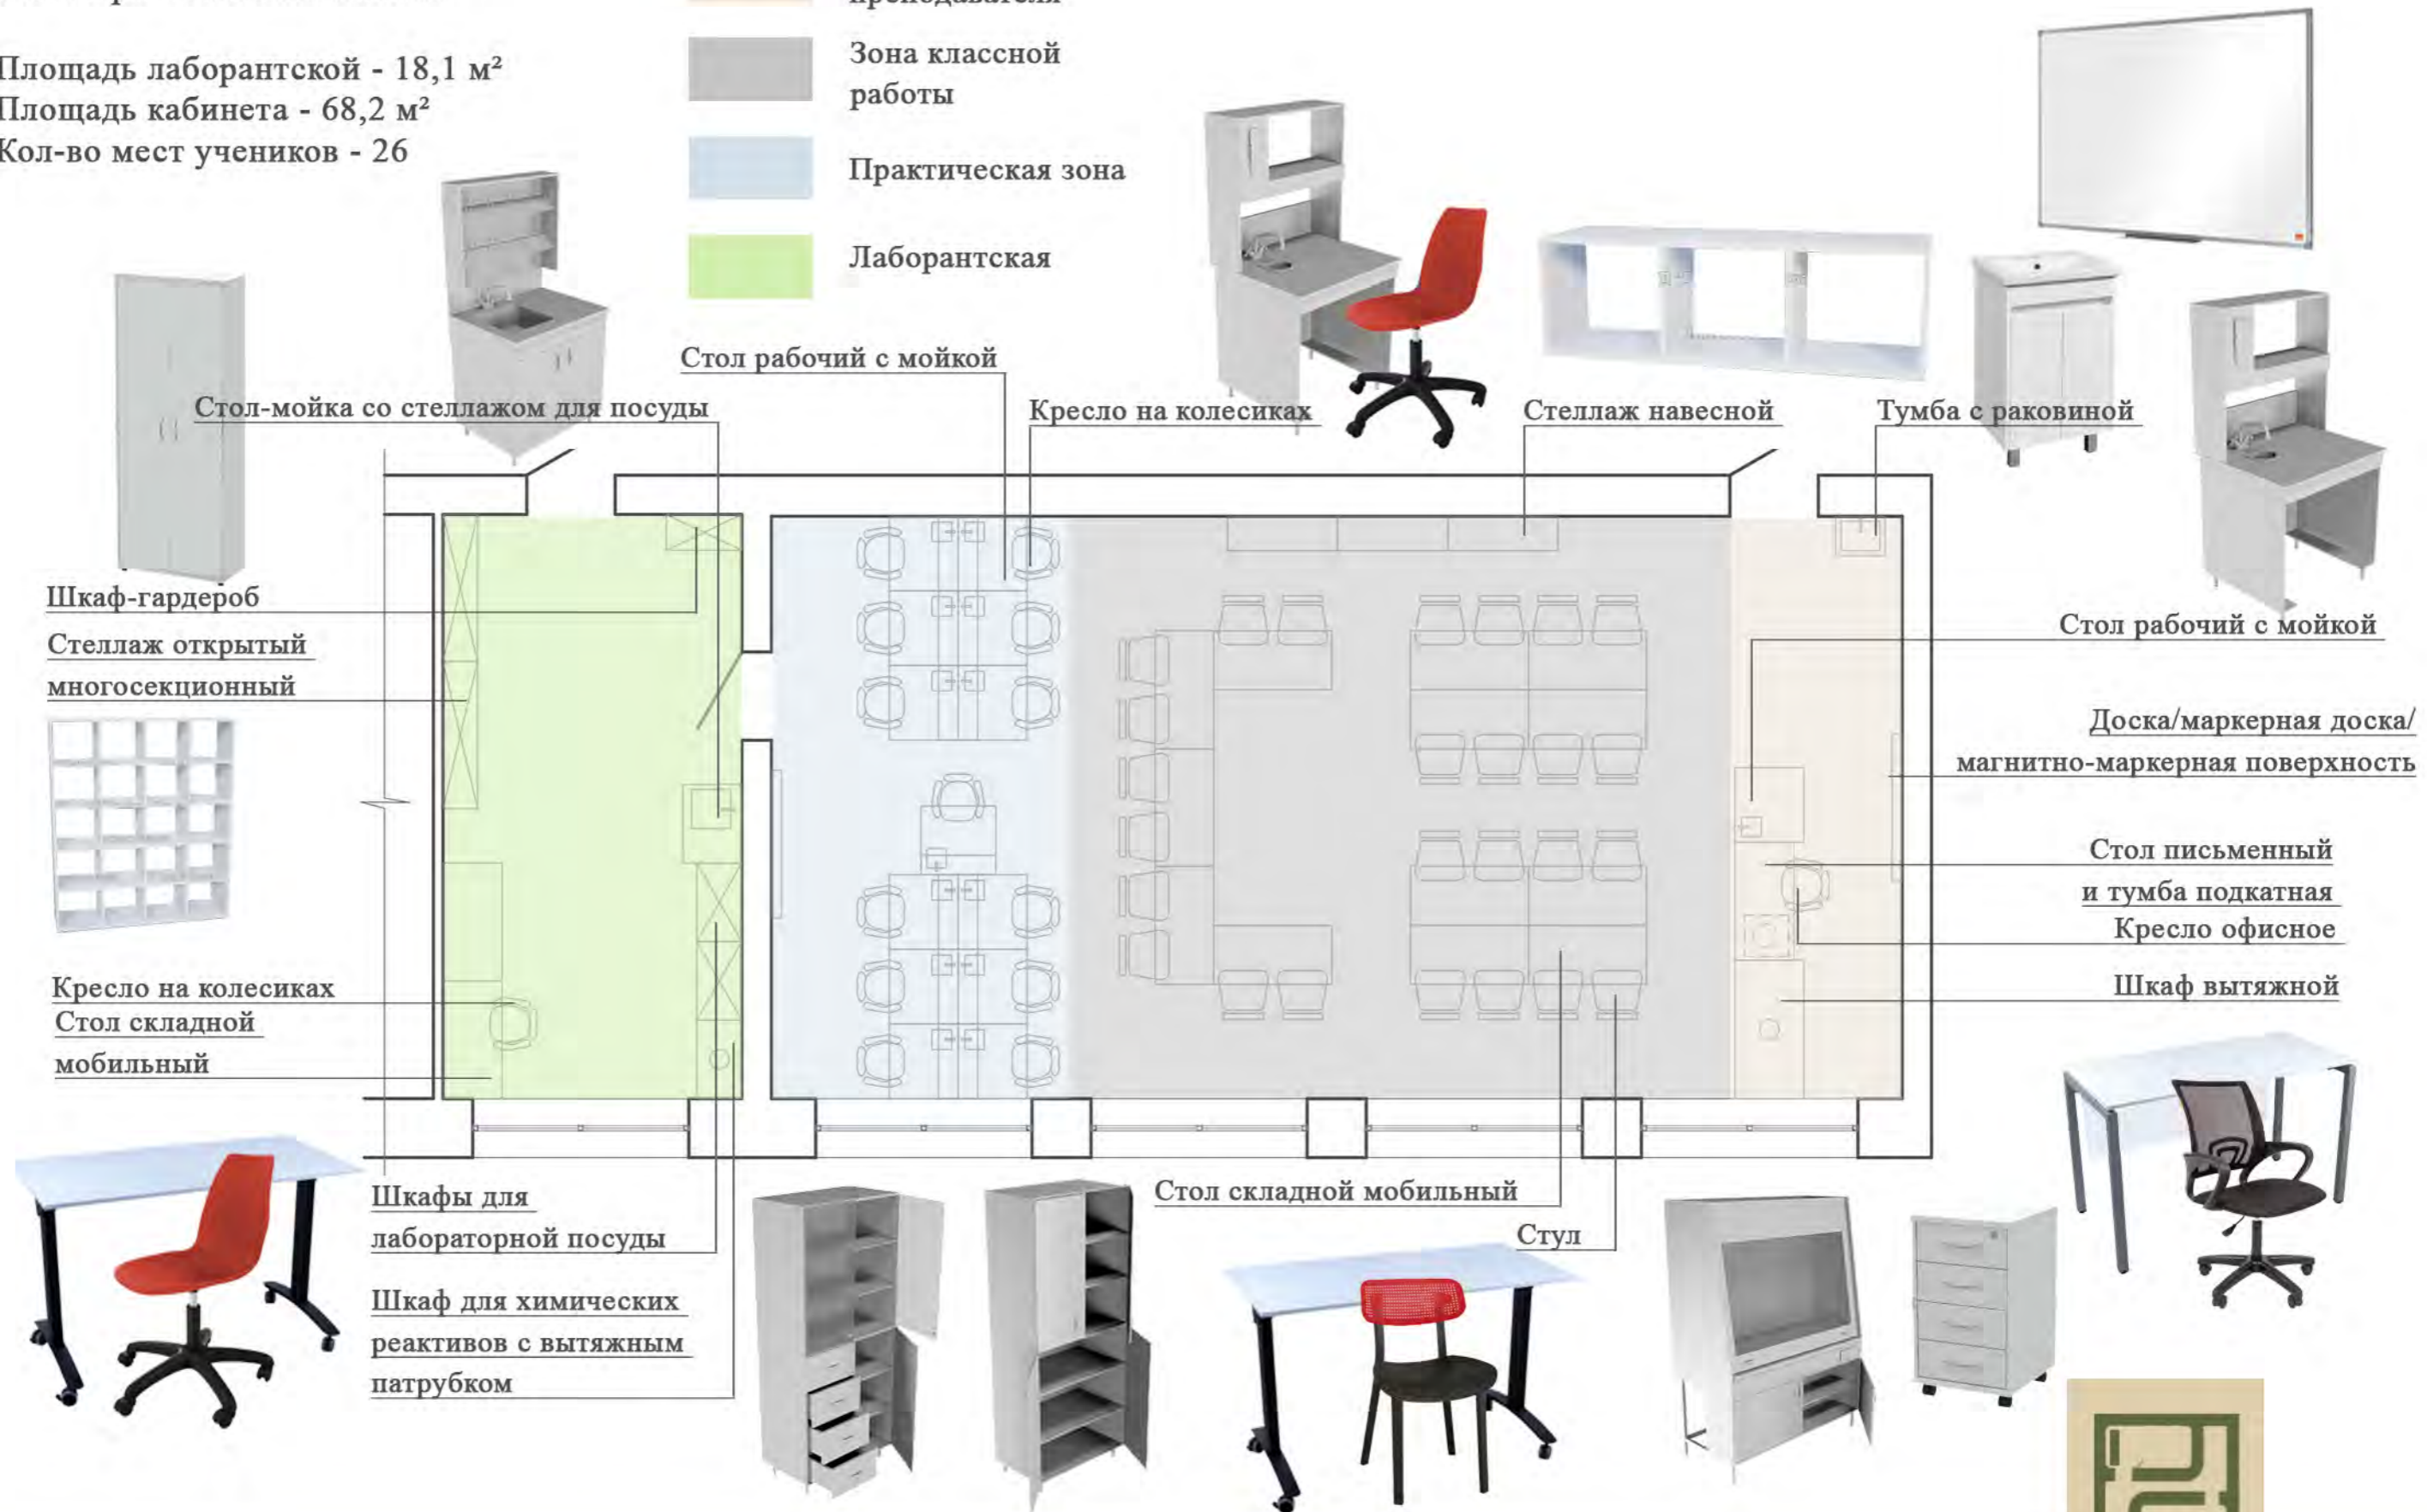 преподавателя
Площадь лаборантской - 18,1 м²
Площадь кабинета - 68,2 м²
Кол-во мест учеников - 26
Зона классной
работы
Практическая зона
Лаборантская
Стол рабочий с мойкой
Стол-мойка со стеллажом для посуды
Кресло на колесиках
Стеллаж навесной
Тумба с раковиной
Шкаф-гардероб
Стеллаж открытый
многосекционный
Стол рабочий с мойкой
Доска/маркерная доска/
магнитно-маркерная поверхность
Стол письменный
и тумба подкатная
Кресло офисное
Шкаф вытяжной
Кресло на колесиках
Стол складной
мобильный
Шкафы для
лабораторной посуды
Шкаф для химических
реактивов с вытяжным
патрубком
Стол складной мобильный
Стул